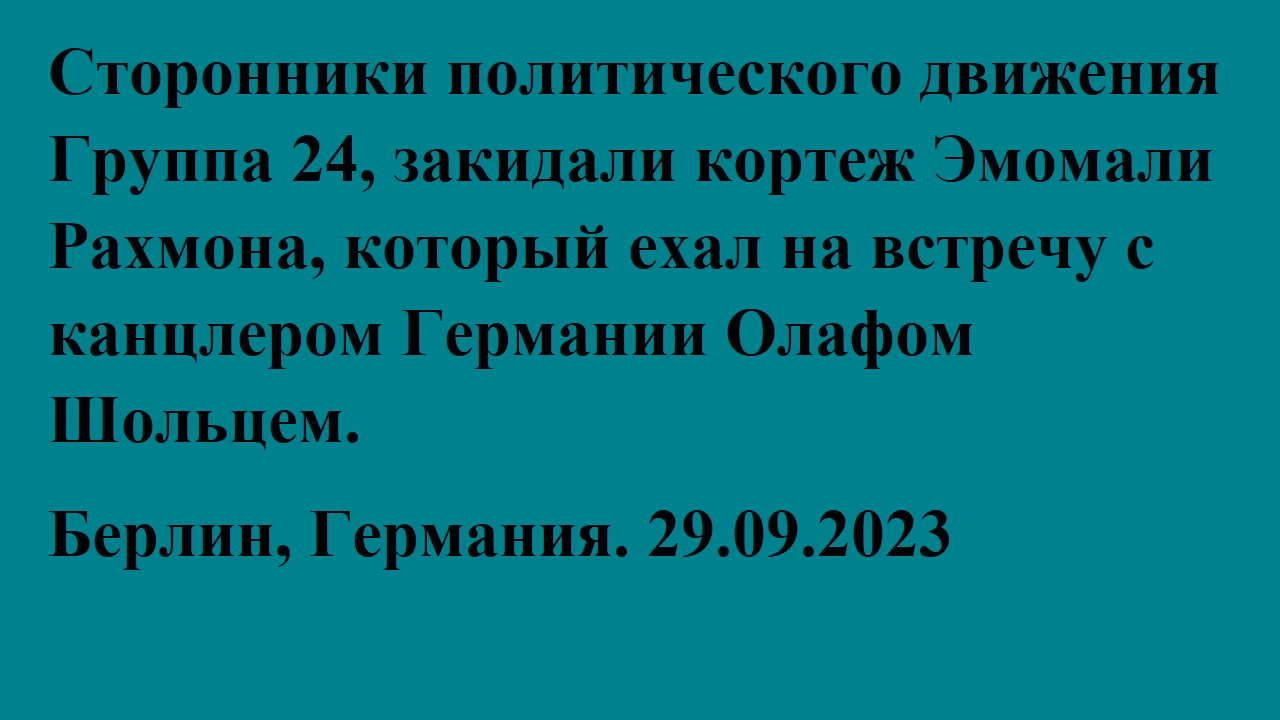 Сторонники политического движения
Группа 24, закидали кортеж Эмомали
Рахмона, который ехал на встречу с
канцлером Германии Олафом
Шольцем.
Берлин, Германия. 29.09.2023